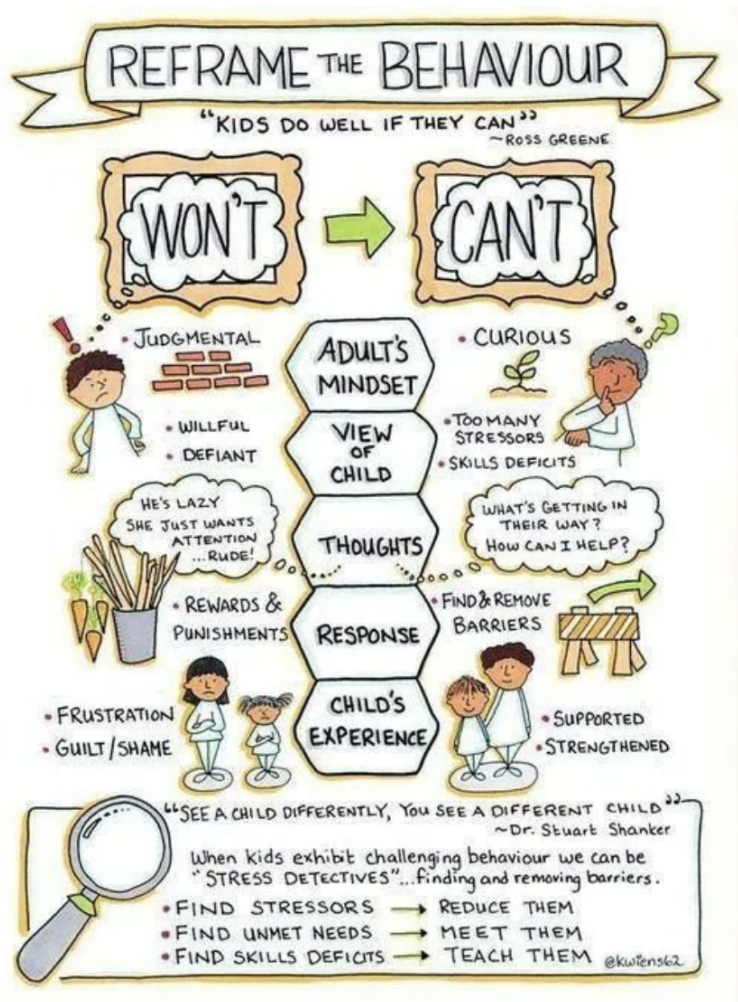 REFRAME THE BEHAVIOUR
"KIDS DO WELL IF THEY CAN"
~ROSS GREENE
WON'T
CAN'T
• JUDGMENTAL
ADULT'S
MINDSET
• CURIOUS
• WILLFUL
• DEFIANT
VIEW
OF
CHILD
• TOO MANY
STRESSORS
• SKILLS DEFICITS
HE'S LAZY
SHE JUST WANTS
ATTENTION
...RUDE!
THOUGHTS
WHAT'S GETTING IN
THEIR WAY?
HOW CAN I HELP?
• REWARDS &
PUNISHMENTS
RESPONSE
• FIND & REMOVE
BARRIERS
• FRUSTRATION
• GUILT/SHAME
CHILD'S
EXPERIENCE
• SUPPORTED
• STRENGTHENED
"SEE A CHILD DIFFERENTLY, YOU SEE A DIFFERENT CHILD"
~Dr. Stuart Shanker
When kids exhibit challenging behaviour we can be
"STRESS DETECTIVES"...finding and removing barriers.
• FIND STRESSORS → REDUCE THEM
• FIND UNMET NEEDS → MEET THEM
• FIND SKILLS DEFICITS → TEACH THEM
@kwiens62